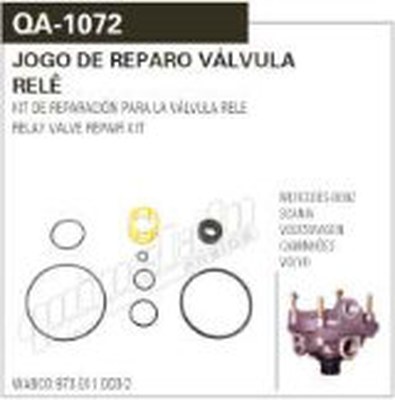 QA-1072
JOGO DE REPARO VÁLVULA
RELÊ
KIT DE REPARACIÓN PARA LA VÁLVULA RELE
RELAY VALVE REPAIR KIT
MERCEDES-BENZ
SCANIA
VOLKSWAGEN
CAMINHÕES
VOLVO
WABCO 973 011 000-2